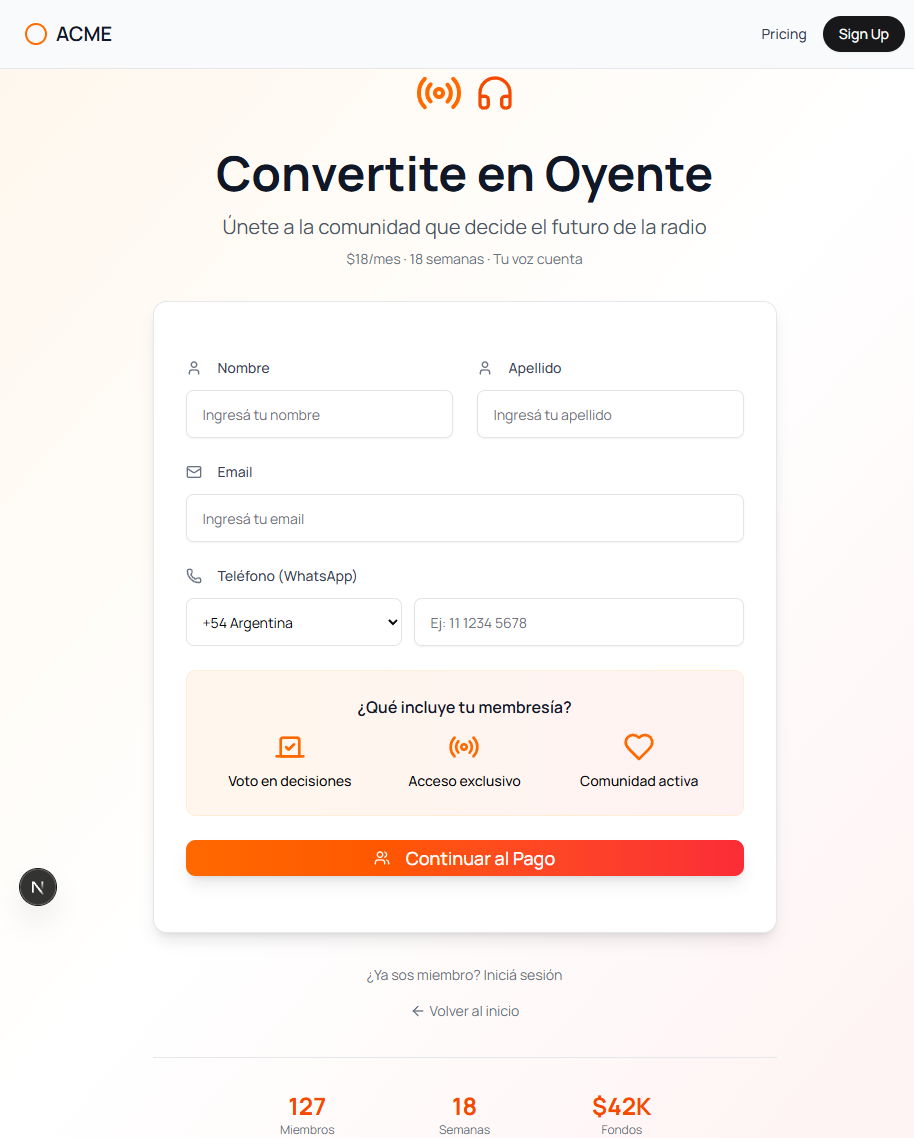 ACME
Pricing
Sign Up
Convertite en Oyente
Únete a la comunidad que decide el futuro de la radio
$18/mes · 18 semanas · Tu voz cuenta
Nombre
Apellido
Ingresá tu nombre
Ingresá tu apellido
Email
Ingresá tu email
Teléfono (WhatsApp)
+54 Argentina
Ej: 11 1234 5678
¿Qué incluye tu membresía?
Voto en decisiones
Acceso exclusivo
Comunidad activa
Continuar al Pago
N
¿Ya sos miembro? Iniciá sesión
← Volver al inicio
127
18
$42K
Miembros
Semanas
Fondos